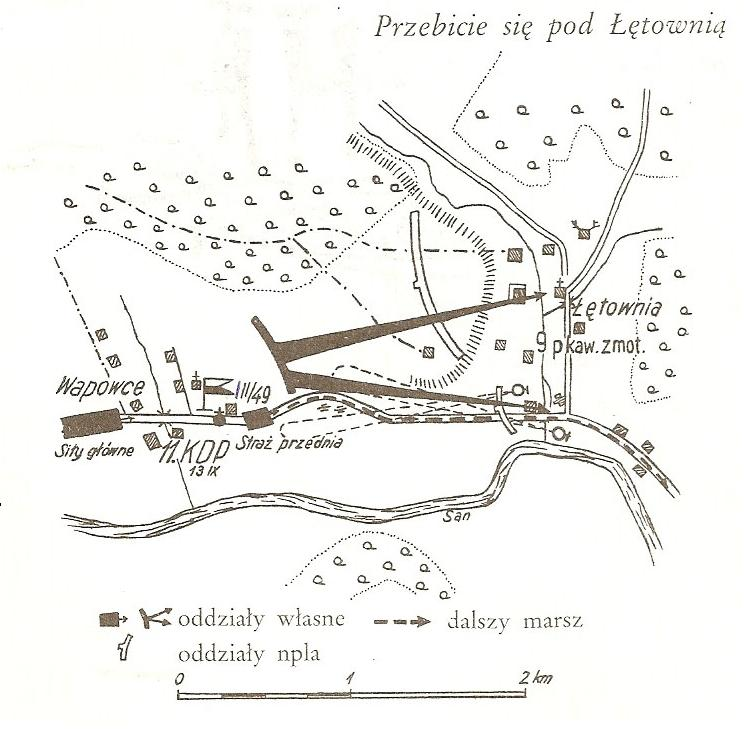 Przebicie się pod Łętownią
Łętownia
9 p kaw. zmot.
Wapowce
III/49
Siły główne
11. KDP
13 IX
Straż przednia
San
oddziały własne
dalszy marsz
oddziały npla
0 1 2 km